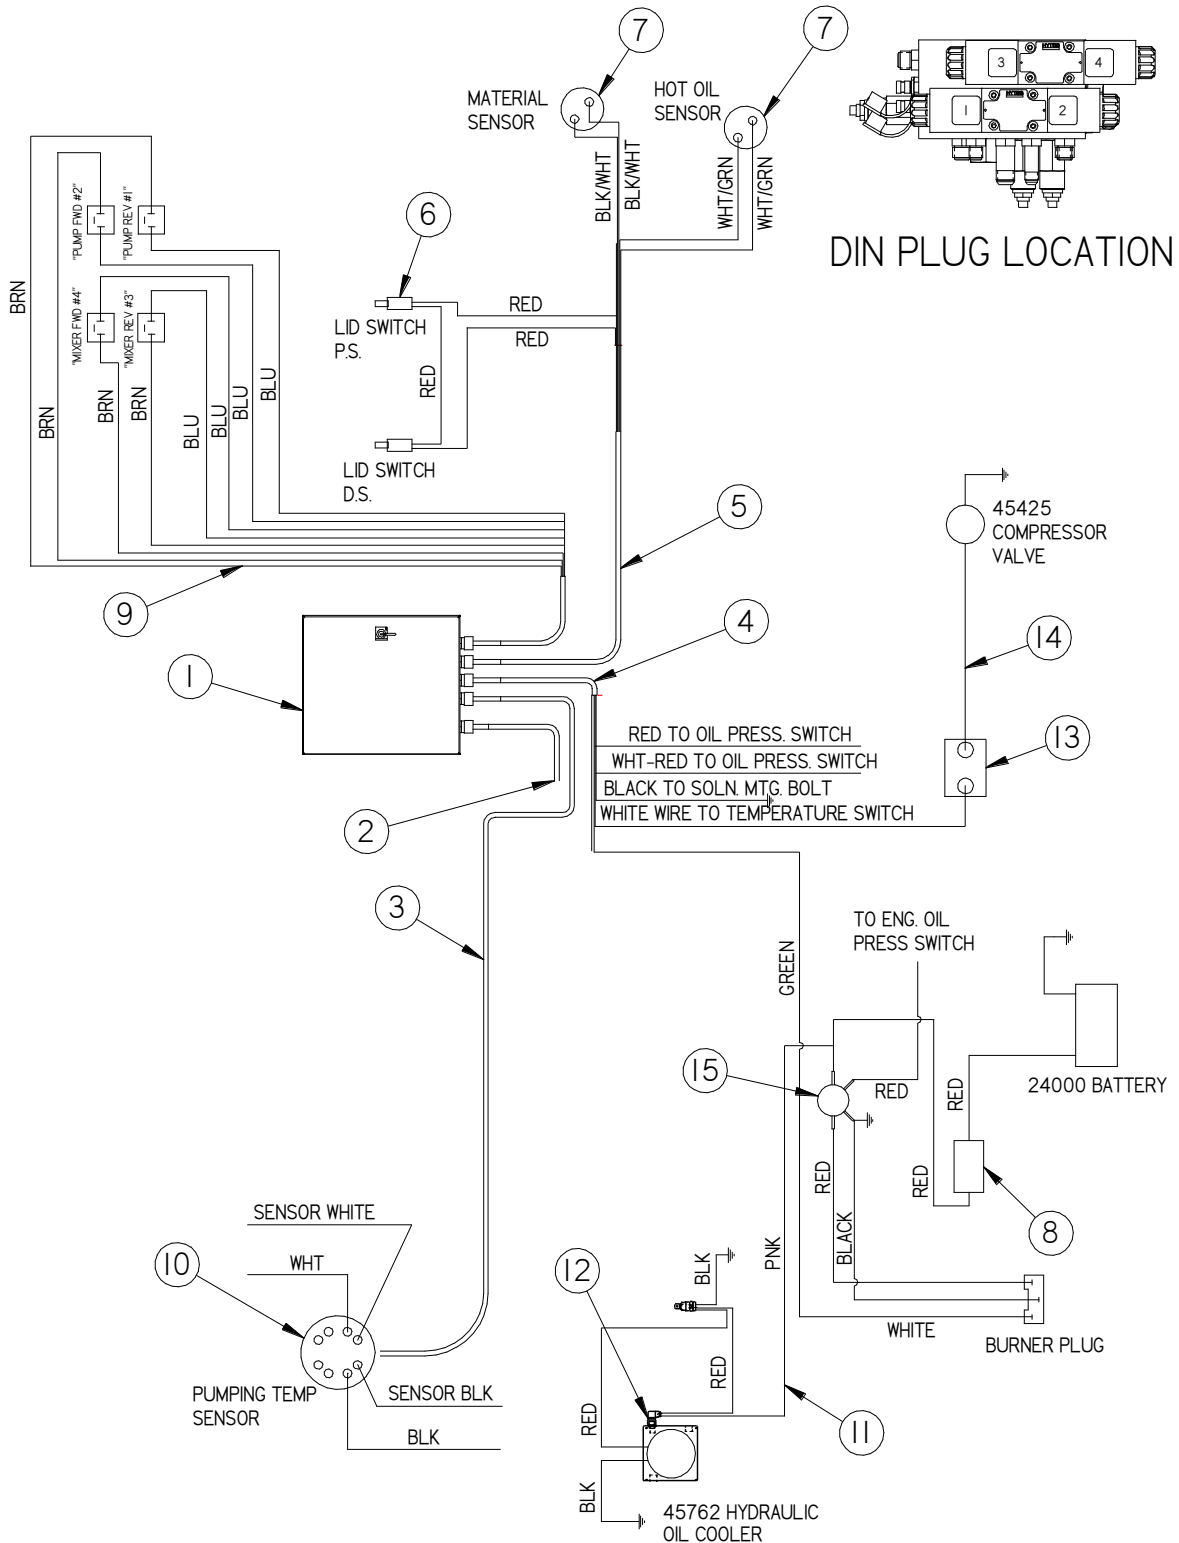 7
7
MATERIAL
SENSOR
HOT OIL
SENSOR
3
4
HYTOS
1
2
DIN PLUG LOCATION
BLK/WHT
BLK/WHT
WHT/GRN
WHT/GRN
"PUMP FWD #2"
"PUMP REV #1"
"MIXER FWD #4"
"MIXER REV #3"
BRN
BRN
BRN
BRN
BLU
BLU
BLU
BLU
6
LID SWITCH
P.S.
RED
RED
RED
LID SWITCH
D.S.
5
45425
COMPRESSOR
VALVE
9
4
14
1
13
RED TO OIL PRESS. SWITCH
WHT-RED TO OIL PRESS. SWITCH
BLACK TO SOLN. MTG. BOLT
WHITE WIRE TO TEMPERATURE SWITCH
2
3
TO ENG. OIL
PRESS SWITCH
GREEN
15
RED
RED
24000 BATTERY
RED
RED
BLACK
8
SENSOR WHITE
WHT
10
PUMPING TEMP
SENSOR
SENSOR BLK
BLK
12
BLK
PNK
WHITE
BURNER PLUG
RED
RED
11
BLK
45762 HYDRAULIC
OIL COOLER